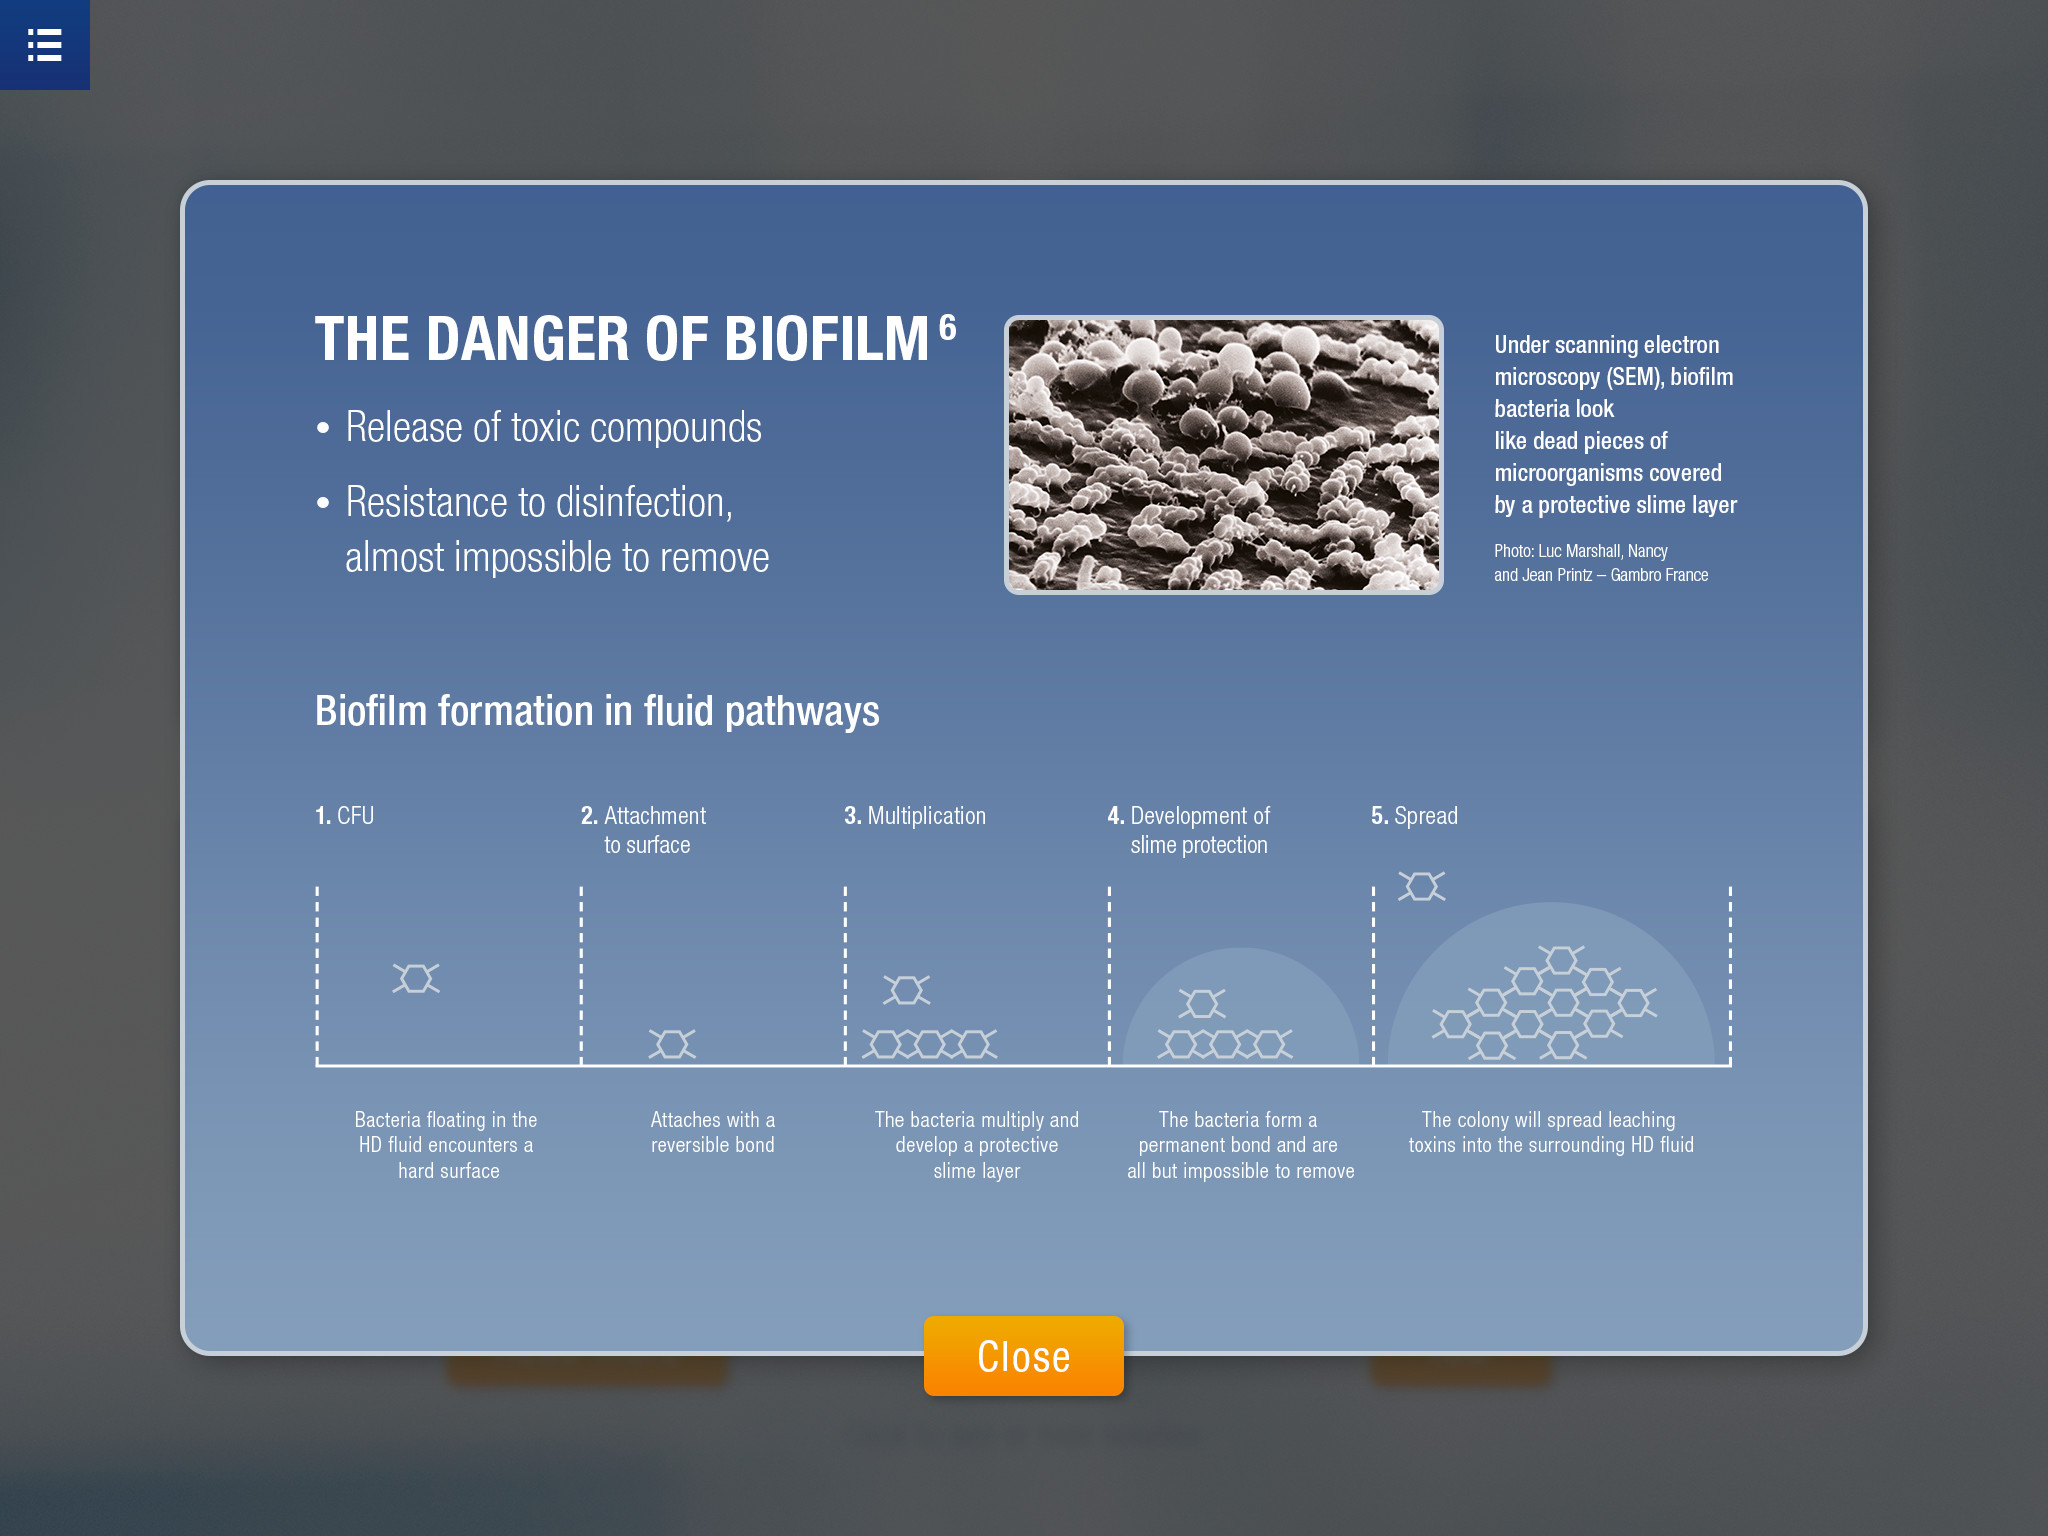 THE DANGER OF BIOFILM 6
• Release of toxic compounds
• Resistance to disinfection,
almost impossible to remove
Under scanning electron
microscopy (SEM), biofilm
bacteria look
like dead pieces of
microorganisms covered
by a protective slime layer
Photo: Luc Marshall, Nancy
and Jean Printz – Gambro France
Biofilm formation in fluid pathways
1. CFU
2. Attachment
to surface
3. Multiplication
4. Development of
slime protection
5. Spread
Bacteria floating in the
HD fluid encounters a
hard surface
Attaches with a
reversible bond
The bacteria multiply and
develop a protective
slime layer
The bacteria form a
permanent bond and are
all but impossible to remove
The colony will spread leaching
toxins into the surrounding HD fluid
Close